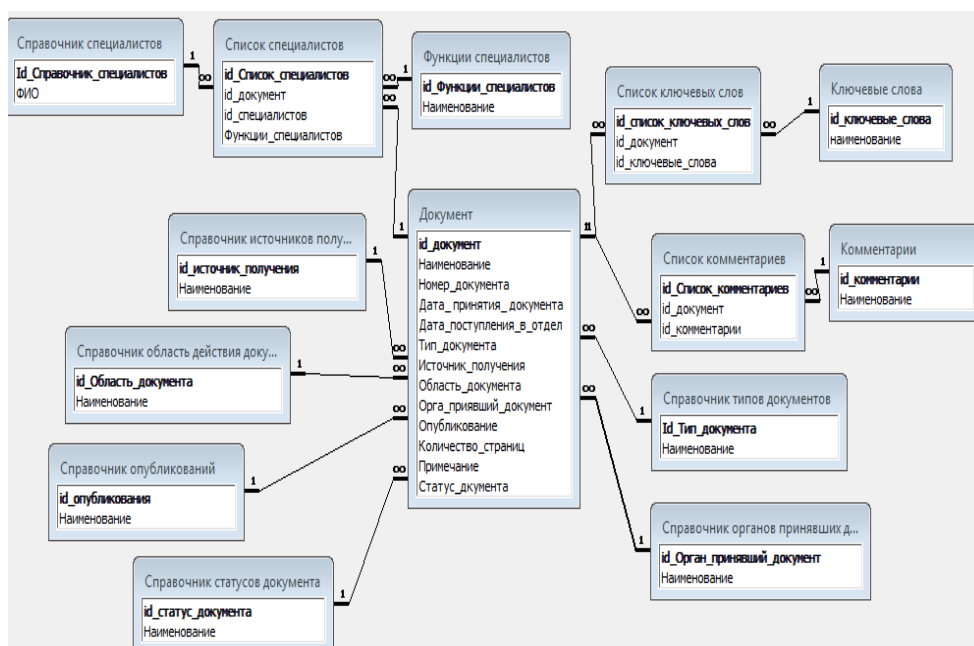 Справочник специалистов
Id_Справочник_специалистов
ФИО
1
∞
Список специалистов
id_Список_специалистов
id_документ
id_специалистов
Функции_специалистов
∞
1
∞
Функции специалистов
id_Функции_специалистов
Наименование
Список ключевых слов
id_список_ключевых_слов
id_документ
id_ключевые_слова
∞
∞
1
Ключевые слова
id_ключевые_слова
наименование
Документ
id_документ
Наименование
Номер_документа
Дата_принятия_документа
Дата_поступления_в_отдел
Тип_документа
Источник_получения
Область_документа
Орга_приявший_документ
Опубликование
Количество_страниц
Примечание
Статус_дкумента
1
11
∞
∞
∞
∞
∞
∞
Справочник источников полу...
id_источник_получения
Наименование
1
Список комментариев
id_Список_комментариев
id_документ
id_комментарии
∞
∞
1
Комментарии
id_комментарии
Наименование
Справочник область действия доку...
id_Область_документа
Наименование
1
Справочник типов документов
Id_Тип_документа
Наименование
1
Справочник опубликований
id_опубликования
Наименование
1
Справочник органов принявших д...
id_Орган_принявший_документ
Наименование
1
Справочник статусов документа
id_статус_документа
Наименование
1